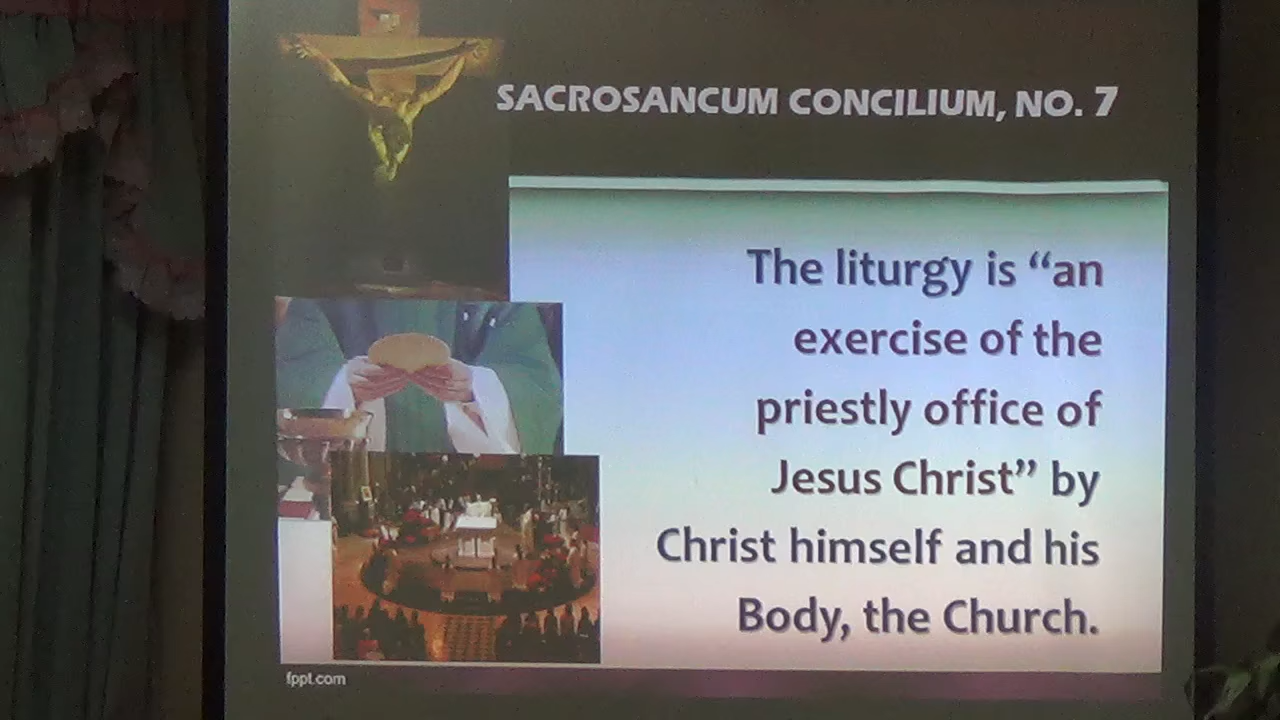 SACROSANCUM CONCILIUM, NO. 7
The liturgy is “an
exercise of the
priestly office of
Jesus Christ” by
Christ himself and his
Body, the Church.
fppt.com